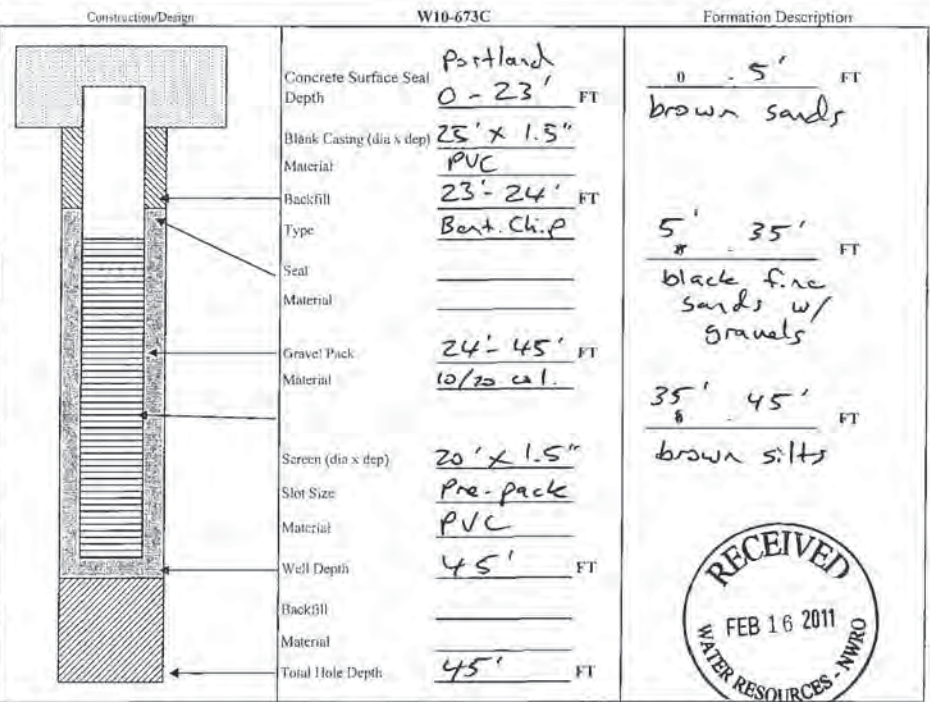 Construction/Design
W10-673C
Formation Description
Portland
Concrete Surface Seal
Depth 0 - 23' FT
Blank Casing (dia x dep) 25' x 1.5"
Material PVC
Backfill 23'- 24' FT
Type Bent. Chip
Seal
Material
Gravel Pack 24'- 45' FT
Material 10/20 col.
Screen (dia x dep) 20' x 1.5"
Slot Size Pre-pack
Material PVC
Well Depth 45' FT
Backfill
Material
Total Hole Depth 45' FT
0 - 5' FT
brown sands
5' - 35' FT
black fine
sands w/
gravels
35' - 45' FT
brown silts
RECEIVED
FEB 16 2011
WATER RESOURCES - NWRO